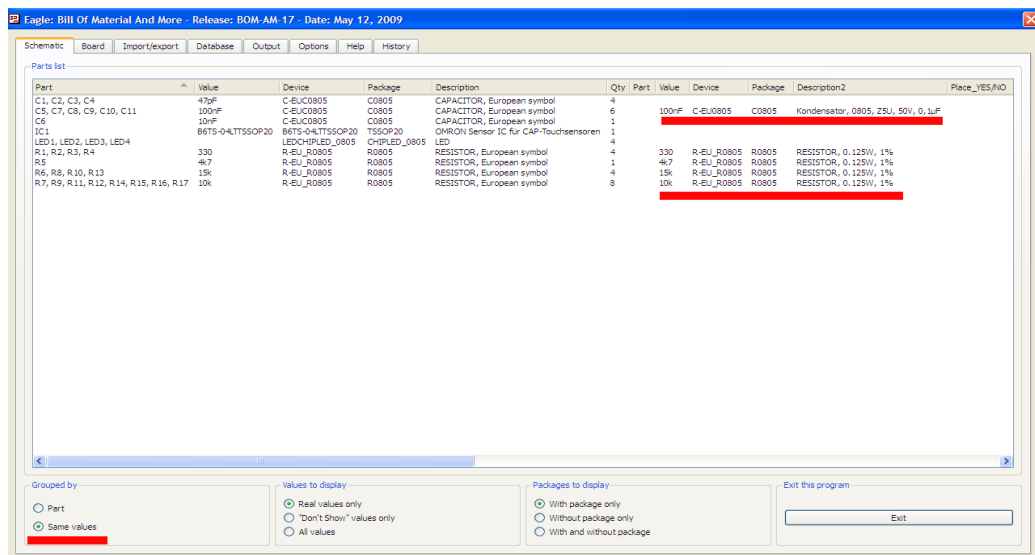 Eagle: Bill Of Material And More - Release: BOM-AM-17 - Date: May 12, 2009
Schematic Board Import/export Database Output Options Help History
Parts list
Part Value Device Package Description Qty Part Value Device Package Description2 Place_YES/NO
C1, C2, C3, C4 47pF C-EUC0805 C0805 CAPACITOR, European symbol 4
C5, C7, C8, C9, C10, C11 100nF C-EUC0805 C0805 CAPACITOR, European symbol 6 100nF C-EU0805 C0805 Kondensator, 0805, Z5U, 50V, 0,1µF
C6 10nF C-EUC0805 C0805 CAPACITOR, European symbol 1
IC1 B6TS-04LTTSSOP20 B6TS-04LTTSSOP20 TSSOP20 OMRON Sensor IC für CAP-Touchsensoren 1
LED1, LED2, LED3, LED4 LEDCHIPLED_0805 CHIPLED_0805 LED 4
R1, R2, R3, R4 330 R-EU_R0805 R0805 RESISTOR, European symbol 4 330 R-EU_R0805 R0805 RESISTOR, 0.125W, 1%
R5 4k7 R-EU_R0805 R0805 RESISTOR, European symbol 1 4k7 R-EU_R0805 R0805 RESISTOR, 0.125W, 1%
R6, R8, R10, R13 15k R-EU_R0805 R0805 RESISTOR, European symbol 4 15k R-EU_R0805 R0805 RESISTOR, 0.125W, 1%
R7, R9, R11, R12, R14, R15, R16, R17 10k R-EU_R0805 R0805 RESISTOR, European symbol 8 10k R-EU_R0805 R0805 RESISTOR, 0.125W, 1%
Grouped by Values to display Packages to display Exit this program
Part Real values only With package only
Same values "Don't Show" values only Without package only Exit
All values With and without package